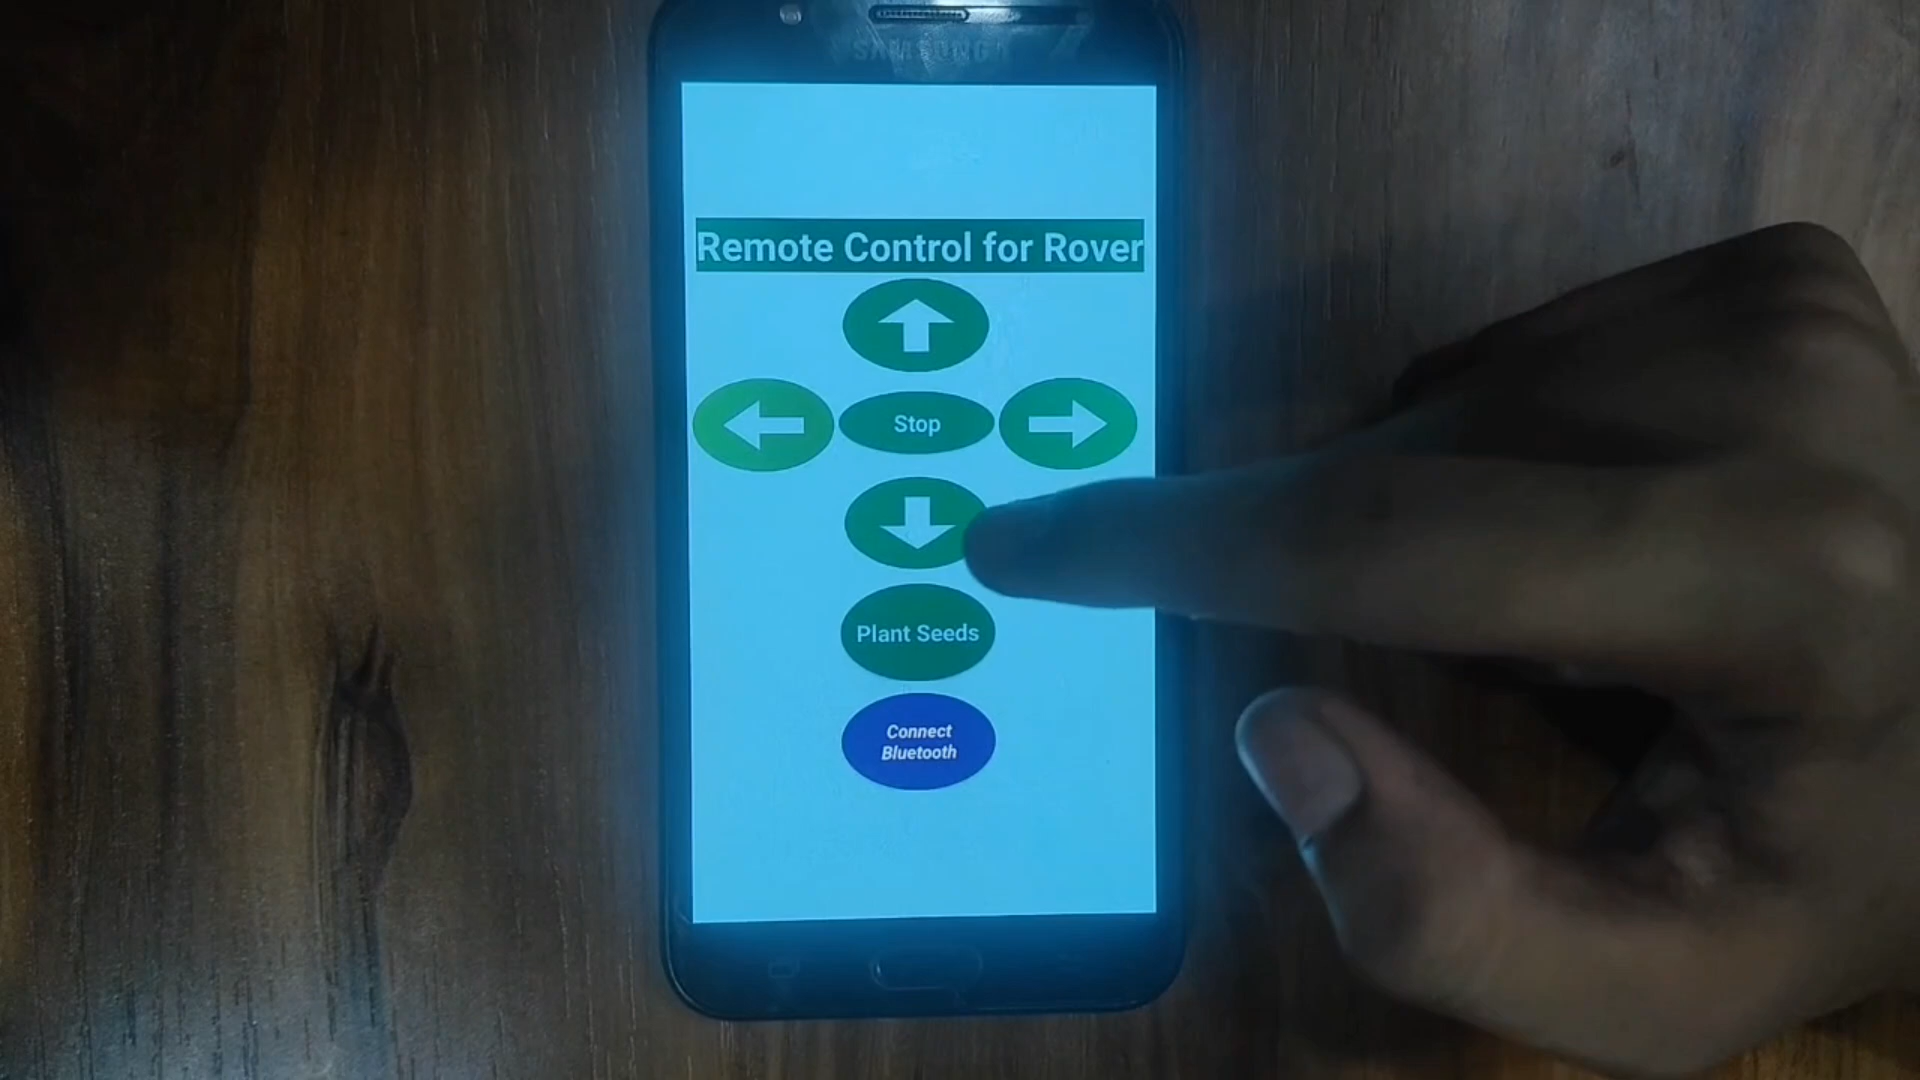 SAMSUNG
Remote Control for Rover
Stop
Plant Seeds
Connect
Bluetooth